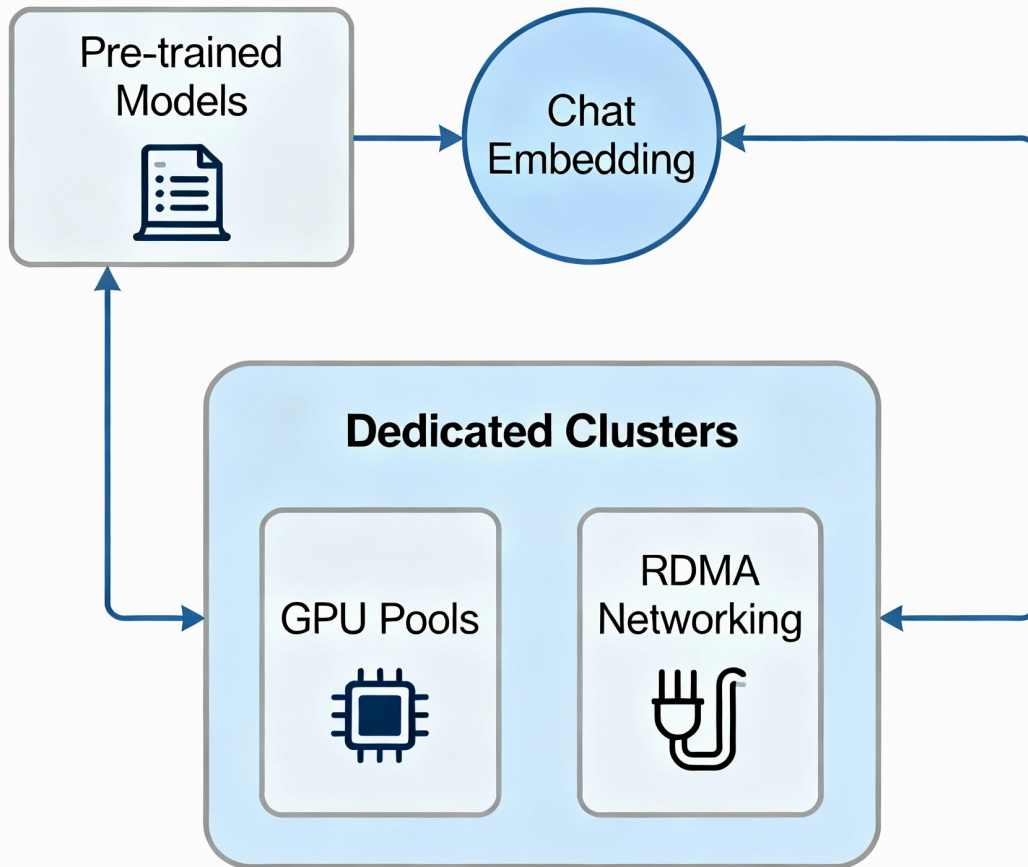 Pre-trained
Models
Chat
Embedding
Dedicated Clusters
GPU Pools
RDMA
Networking